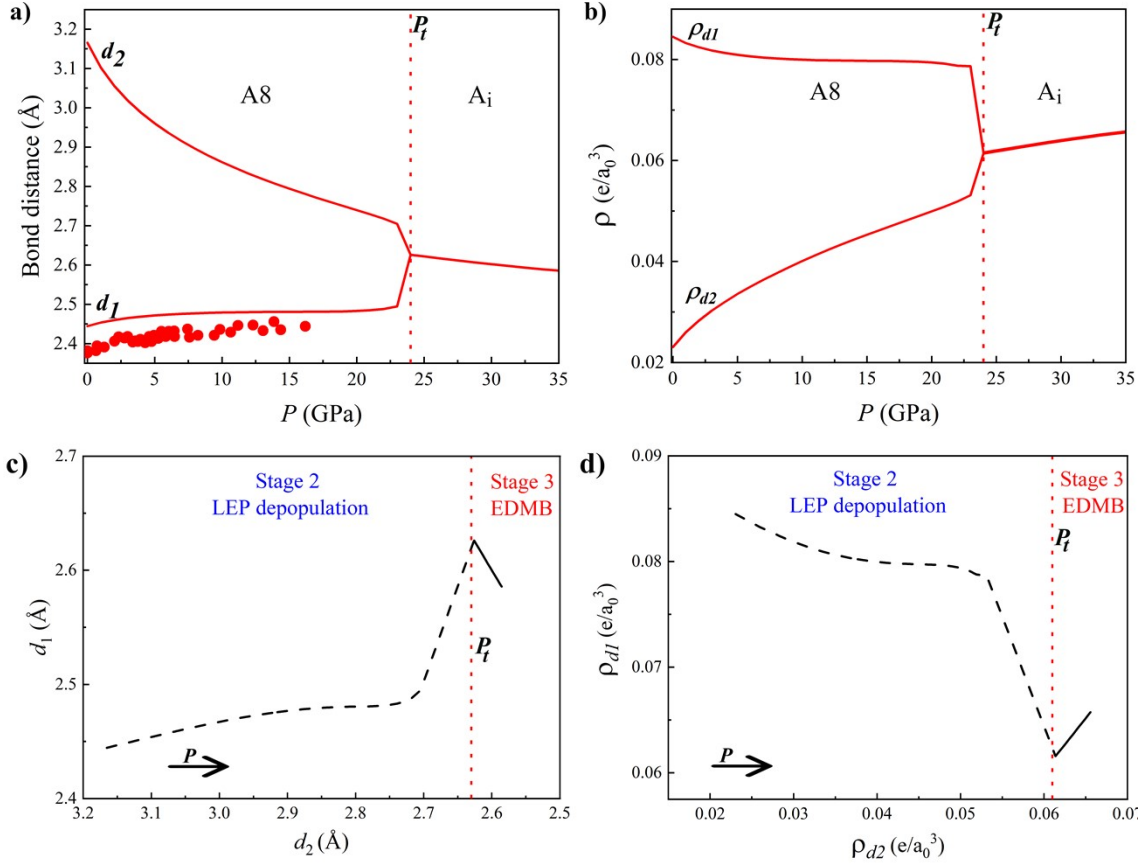 a)
3.2
3.1
3.0
2.9
2.8
2.7
2.6
2.5
2.4
Bond distance (Å)
d2
d1
A8
Pt
Ai
0 5 10 15 20 25 30 35
P (GPa)
b)
0.08
0.06
0.04
0.02
ρ (e/a0^3)
ρd1
ρd2
A8
Pt
Ai
0 5 10 15 20 25 30 35
P (GPa)
c)
2.7
2.6
2.5
2.4
d1 (Å)
Stage 2
LEP depopulation
Stage 3
EDMB
Pt
P
3.2 3.1 3.0 2.9 2.8 2.7 2.6 2.5
d2 (Å)
d)
0.09
0.08
0.07
0.06
ρd1 (e/a0^3)
Stage 2
LEP depopulation
Stage 3
EDMB
Pt
P
0.02 0.03 0.04 0.05 0.06 0.07
ρd2 (e/a0^3)